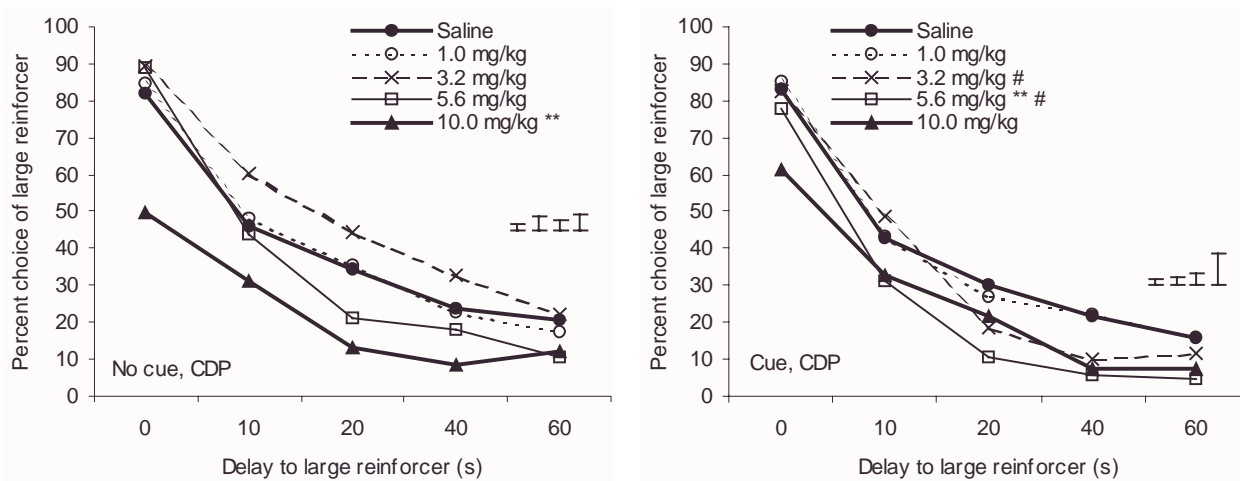 100
90
80
70
60
50
40
30
20
10
0
Percent choice of large reinforcer
Saline
1.0 mg/kg
3.2 mg/kg
5.6 mg/kg
10.0 mg/kg **
No cue, CDP
0 10 20 40 60
Delay to large reinforcer (s)
100
90
80
70
60
50
40
30
20
10
0
Percent choice of large reinforcer
Saline
1.0 mg/kg
3.2 mg/kg #
5.6 mg/kg ** #
10.0 mg/kg
Cue, CDP
0 10 20 40 60
Delay to large reinforcer (s)